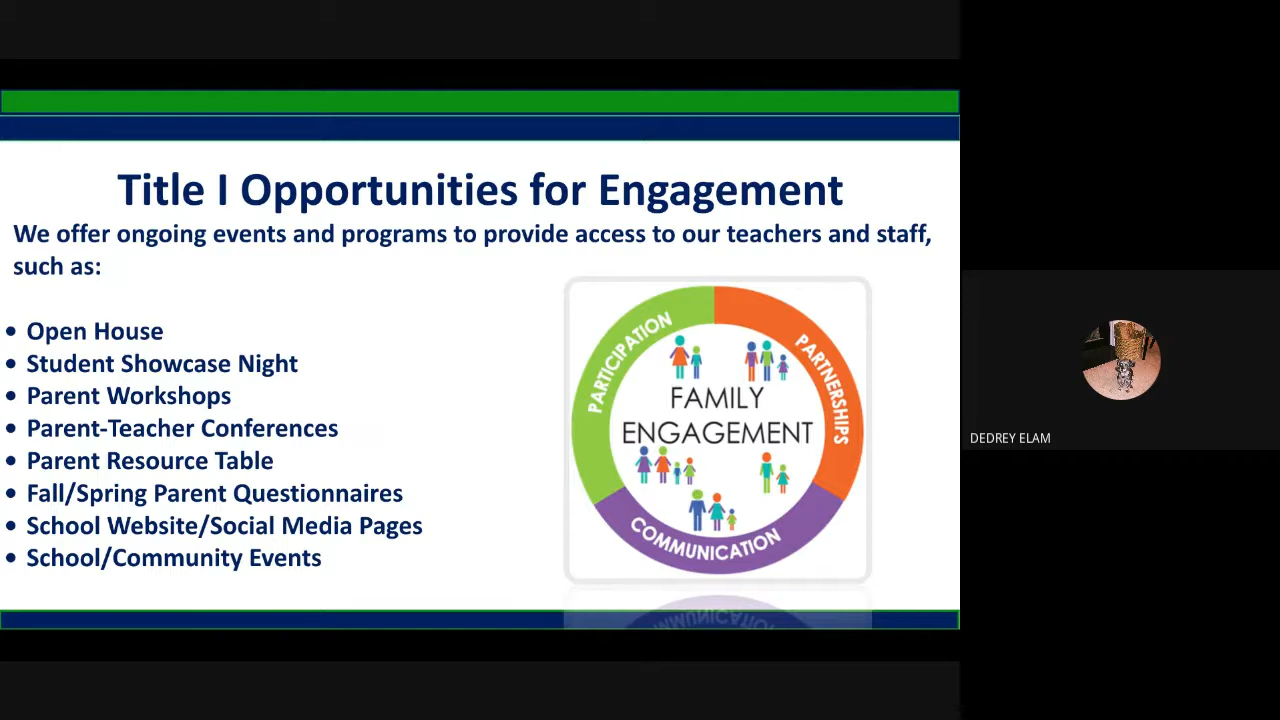 Title I Opportunities for Engagement
We offer ongoing events and programs to provide access to our teachers and staff,
such as:
• Open House
• Student Showcase Night
• Parent Workshops
• Parent-Teacher Conferences
• Parent Resource Table
• Fall/Spring Parent Questionnaires
• School Website/Social Media Pages
• School/Community Events
PARTICIPATION
PARTNERSHIPS
FAMILY
ENGAGEMENT
COMMUNICATION
DEDREY ELAM